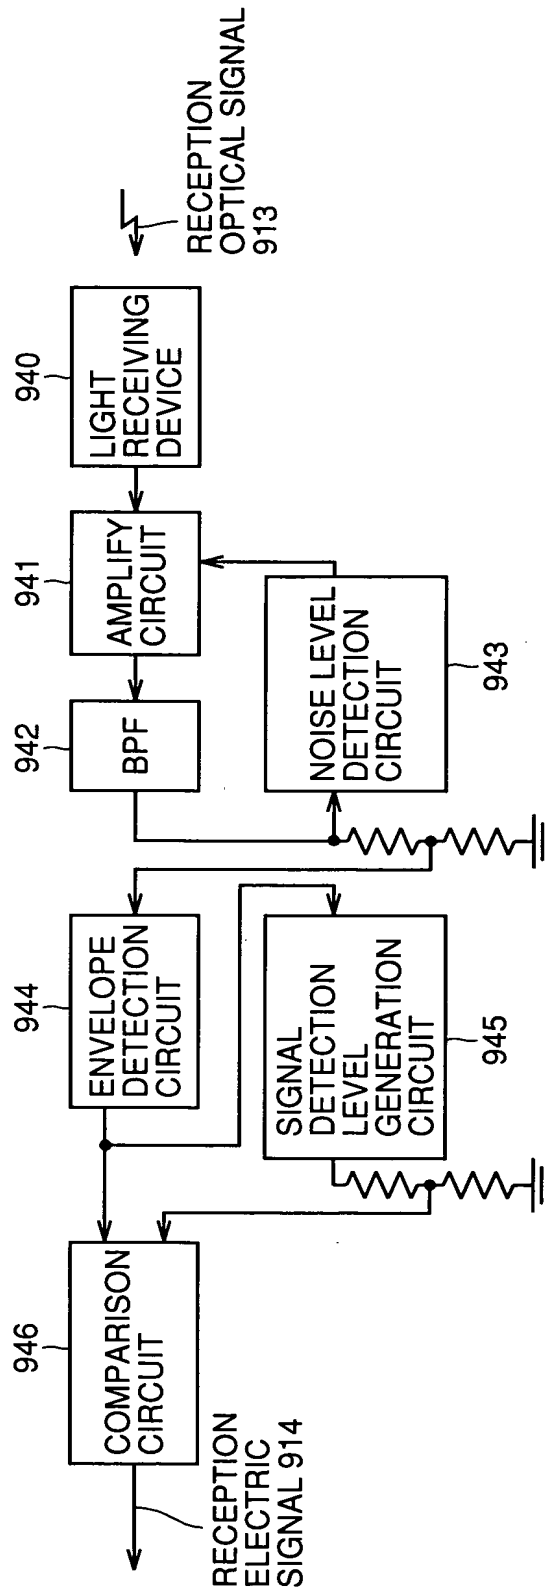 RECEPTION
OPTICAL SIGNAL
913
940
LIGHT
RECEIVING
DEVICE
941
AMPLIFY
CIRCUIT
942
BPF
NOISE LEVEL
DETECTION
CIRCUIT
943
944
ENVELOPE
DETECTION
CIRCUIT
SIGNAL
DETECTION
LEVEL
GENERATION
CIRCUIT
945
946
COMPARISON
CIRCUIT
RECEPTION
ELECTRIC
SIGNAL 914